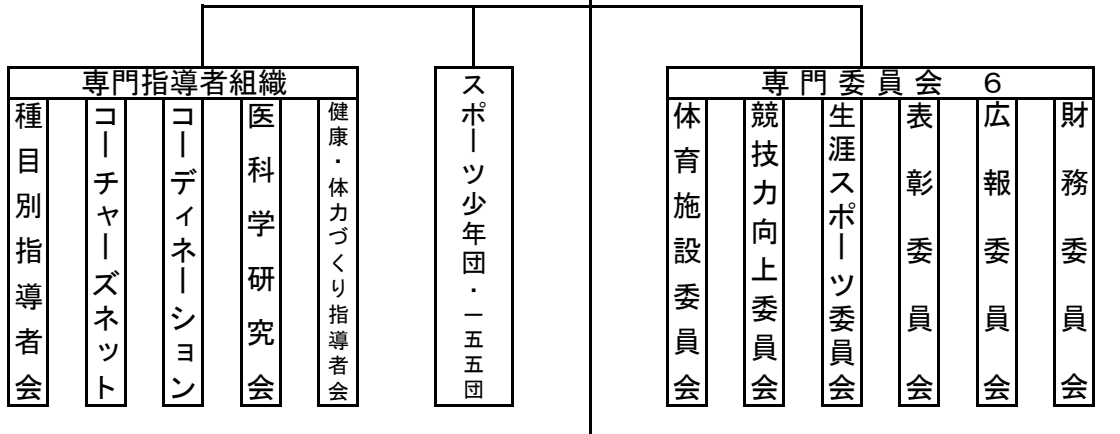 専門指導者組織
種目別指導者会
コーチャーズネット
コーディネーション
医科学研究会
健康・体力づくり指導者会
スポーツ少年団・一五五団
専門委員会 6
体育施設委員会
競技力向上委員会
生涯スポーツ委員会
表彰委員会
広報委員会
財務委員会